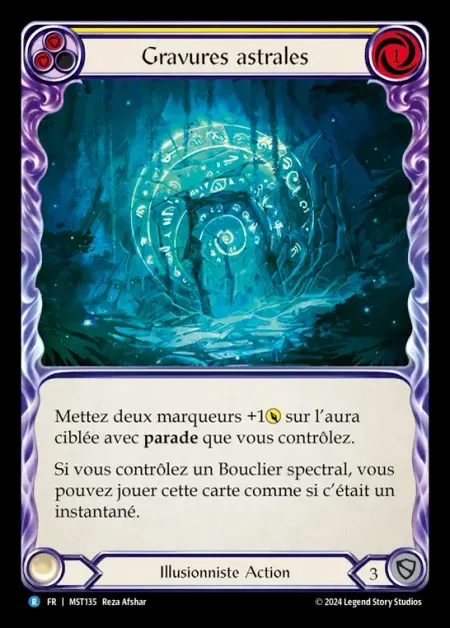 Gravures astrales
1
Mettez deux marqueurs +1 sur l'aura
ciblée avec parade que vous contrôlez.
Si vous contrôlez un Bouclier spectral, vous
pouvez jouer cette carte comme si c'était un
instantané.
Illusionniste Action
3
R FR | MST135 Reza Afshar
© 2024 Legend Story Studios